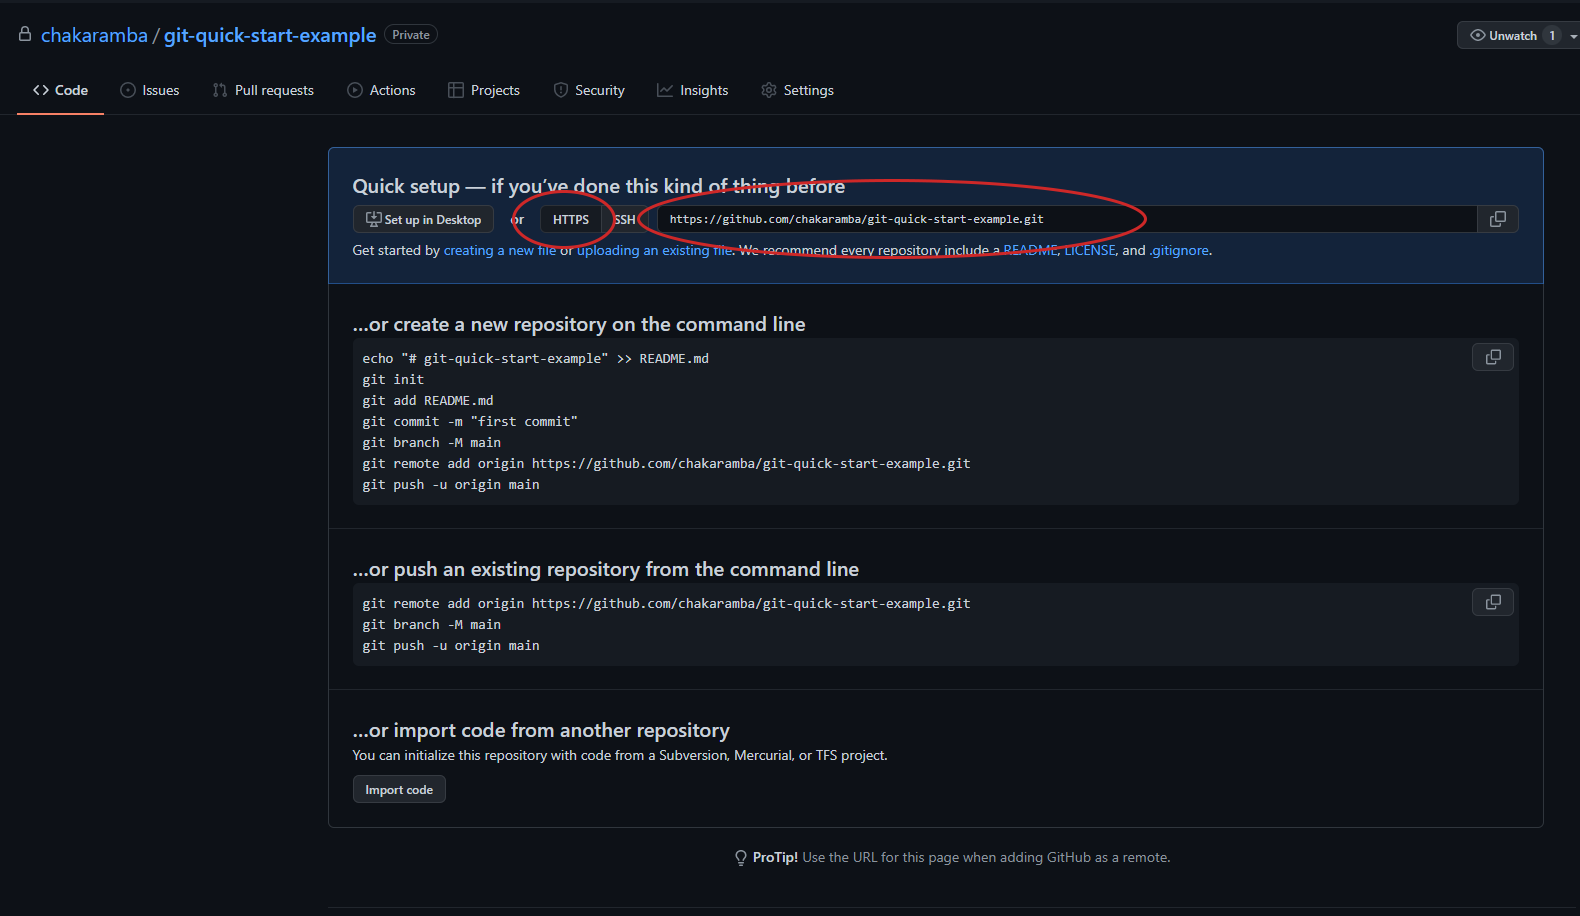 chakaramba / git-quick-start-example Private
Unwatch 1
Code Issues Pull requests Actions Projects Security Insights Settings
Quick setup — if you've done this kind of thing before
Set up in Desktop or HTTPS SSH https://github.com/chakaramba/git-quick-start-example.git
Get started by creating a new file or uploading an existing file. We recommend every repository include a README, LICENSE, and .gitignore.
...or create a new repository on the command line
echo "# git-quick-start-example" >> README.md
git init
git add README.md
git commit -m "first commit"
git branch -M main
git remote add origin https://github.com/chakaramba/git-quick-start-example.git
git push -u origin main
...or push an existing repository from the command line
git remote add origin https://github.com/chakaramba/git-quick-start-example.git
git branch -M main
git push -u origin main
...or import code from another repository
You can initialize this repository with code from a Subversion, Mercurial, or TFS project.
Import code
ProTip! Use the URL for this page when adding GitHub as a remote.